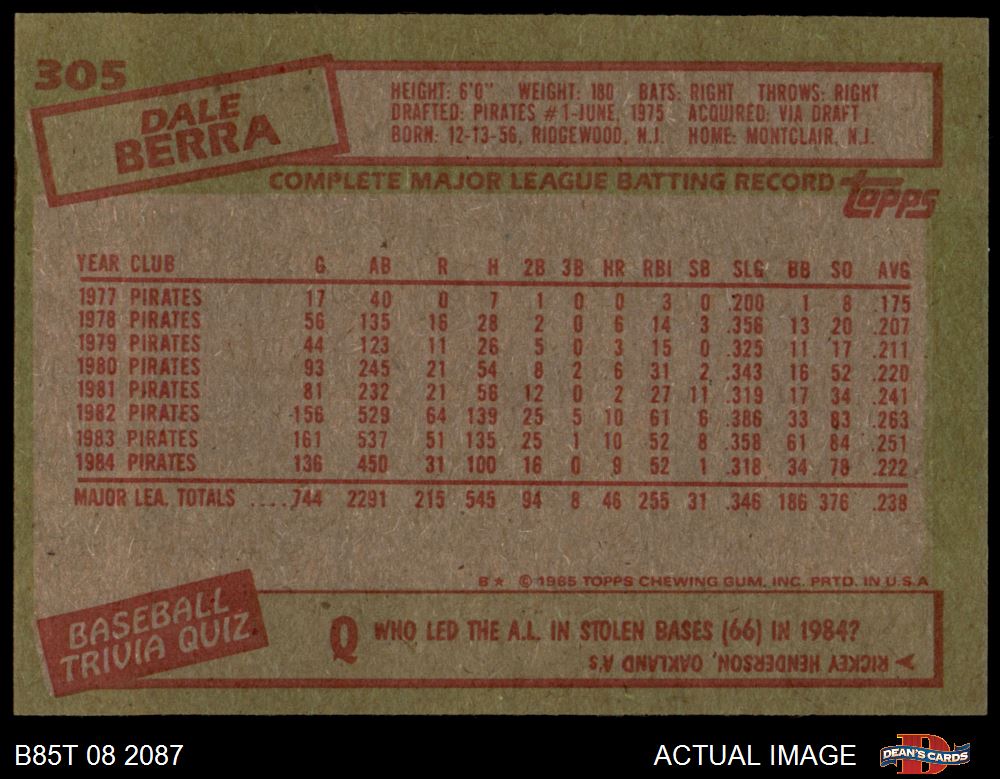 305
DALE
BERRA
HEIGHT: 6'0" WEIGHT: 180 BATS: RIGHT THROWS: RIGHT
DRAFTED: PIRATES #1-JUNE, 1975 ACQUIRED: VIA DRAFT
BORN: 12-13-56, RIDGEWOOD, N.J. HOME: MONTCLAIR, N.J.
COMPLETE MAJOR LEAGUE BATTING RECORD
Topps
YEAR CLUB G AB R H 2B 3B HR RBI SB SLG BB SO AVG
1977 PIRATES 17 40 0 7 1 0 0 3 0 .200 1 8 .175
1978 PIRATES 56 135 16 28 2 0 6 14 3 .356 13 20 .207
1979 PIRATES 44 123 11 26 5 0 3 15 0 .325 11 17 .211
1980 PIRATES 93 245 21 54 8 2 6 31 2 .343 16 52 .220
1981 PIRATES 81 232 21 56 12 0 2 27 11 .319 17 34 .241
1982 PIRATES 156 529 64 139 25 5 10 61 6 .386 33 83 .263
1983 PIRATES 161 537 51 135 25 1 10 52 8 .358 61 84 .251
1984 PIRATES 136 450 31 100 16 0 9 52 1 .318 34 78 .222
MAJOR LEA. TOTALS ....744 2291 215 545 94 8 46 255 31 .346 186 376 .238
B★ © 1985 TOPPS CHEWING GUM, INC. PRTD. IN U.S.A
BASEBALL
TRIVIA QUIZ
Q WHO LED THE A.L. IN STOLEN BASES (66) IN 1984?
RICKEY HENDERSON, OAKLAND A's
B85T 08 2087
ACTUAL IMAGE
DEAN'S CARDS